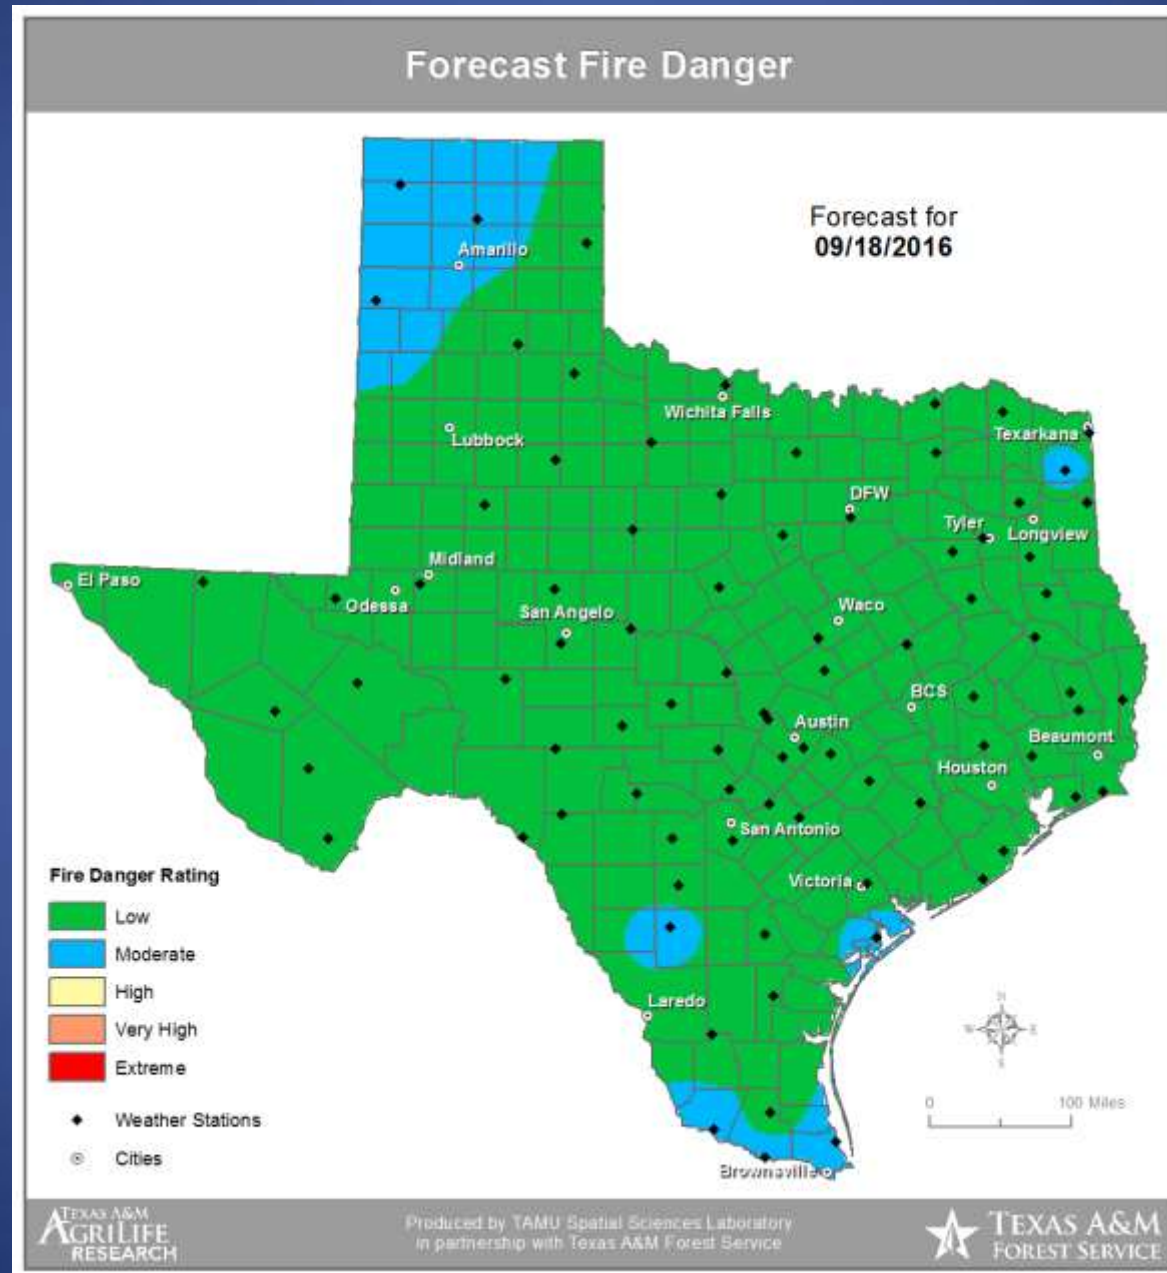 Forecast Fire Danger
Forecast for
09/18/2016
Amarillo
Wichita Falls
Lubbock
Texarkana
DFW
Tyler
Longview
Midland
El Paso
Odessa
San Angelo
Waco
BCS
Austin
Beaumont
Houston
San Antonio
Victoria
Laredo
Brownsville
Fire Danger Rating
Low
Moderate
High
Very High
Extreme
Weather Stations
Cities
N
W
E
S
0
100 Miles
TEXAS A&M
AGRILIFE
RESEARCH
Produced by TAMU Spatial Sciences Laboratory
in partnership with Texas A&M Forest Service
TEXAS A&M
FOREST SERVICE